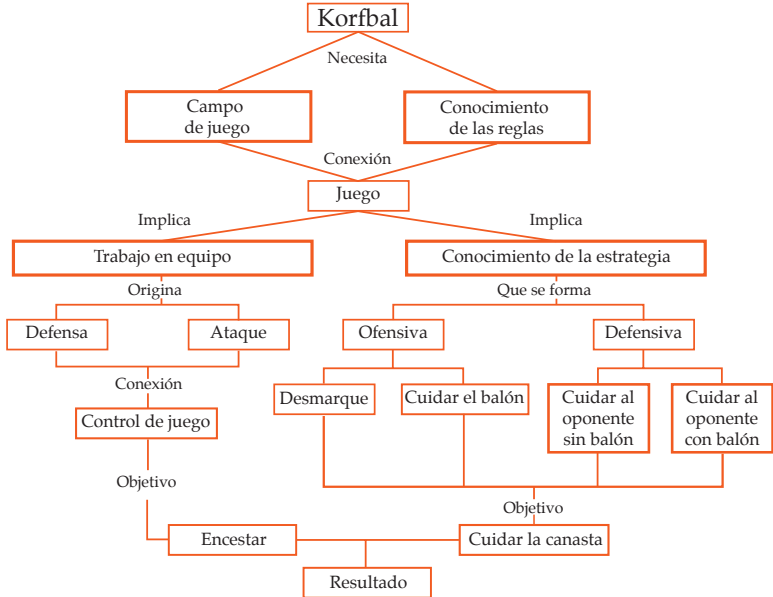 Korfbal
Necesita
Campo
de juego
Conocimiento
de las reglas
Conexión
Juego
Implica
Implica
Trabajo en equipo
Conocimiento de la estrategia
Origina
Que se forma
Defensa
Ataque
Ofensiva
Defensiva
Conexión
Desmarque
Cuidar el balón
Cuidar al
oponente
sin balón
Cuidar al
oponente
con balón
Control de juego
Objetivo
Objetivo
Encestar
Cuidar la canasta
Resultado